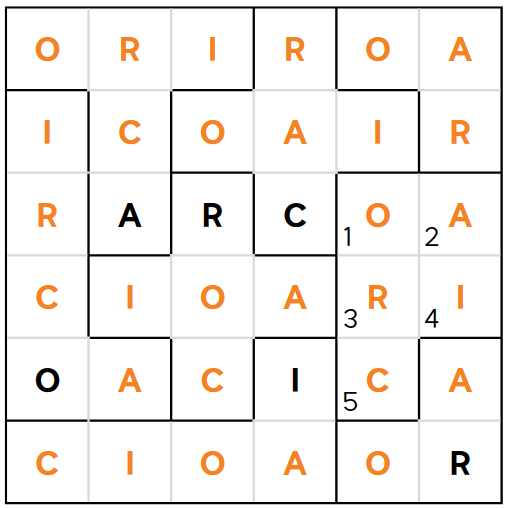 O R I R O A
I C O A I R
R A R C 1 O 2 A
C I O A 3 R 4 I
O A C I 5 C A
C I O A O R